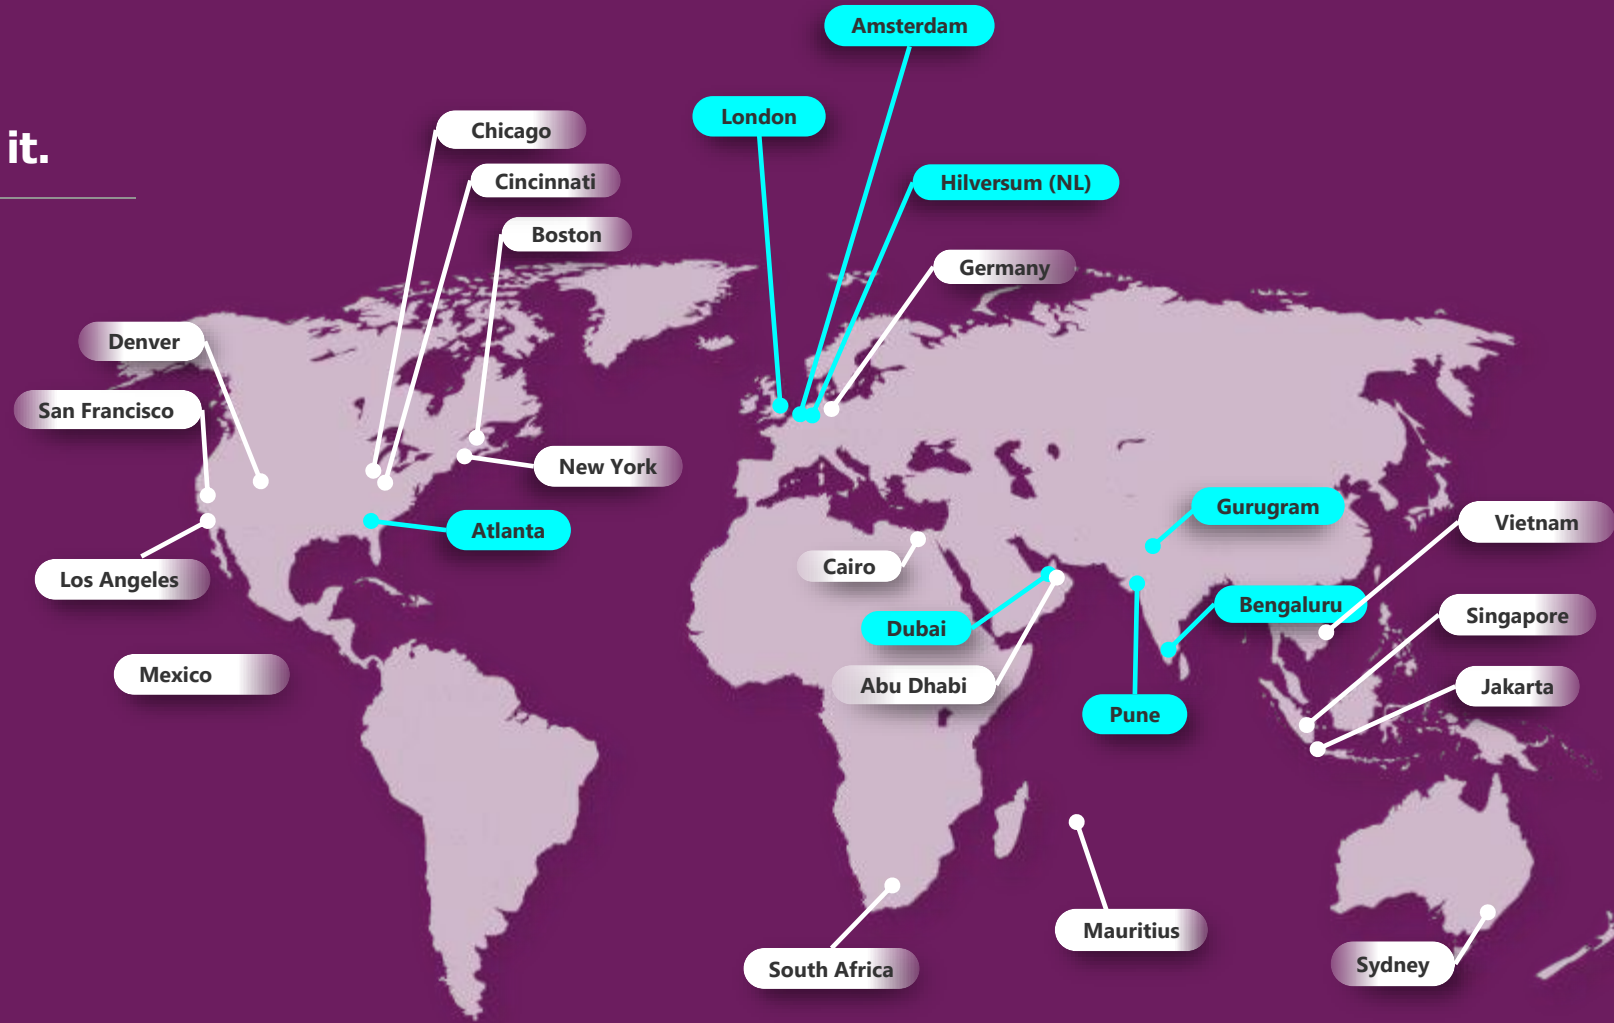 Amsterdam
London
Chicago
it.
Cincinnati
Hilversum (NL)
Boston
Germany
Denver
San Francisco
New York
Gurugram
Vietnam
Atlanta
Cairo
Los Angeles
Bengaluru
Singapore
Dubai
Mexico
Abu Dhabi
Jakarta
Pune
Mauritius
Sydney
South Africa